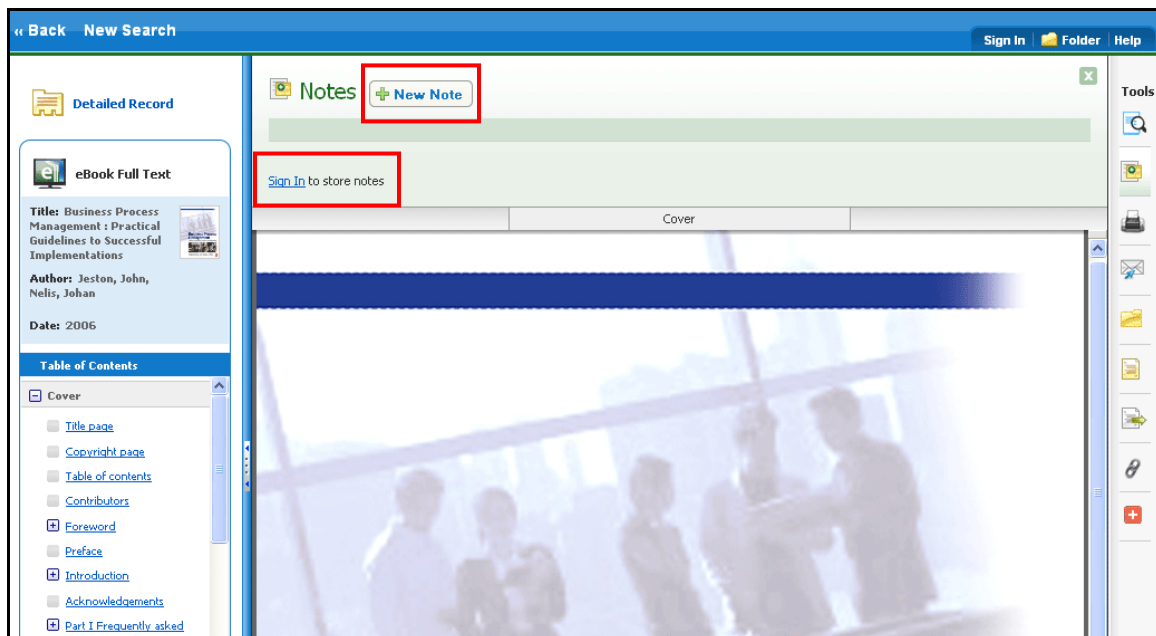 ‹‹ Back New Search
Sign In Folder Help
Detailed Record
eBook Full Text
Title: Business Process
Management : Practical
Guidelines to Successful
Implementations
Author: Jeston, John,
Nelis, Johan
Date: 2006
Table of Contents
Cover
Title page
Copyright page
Table of contents
Contributors
Foreword
Preface
Introduction
Acknowledgements
Part I Frequently asked
Notes New Note
Sign In to store notes
Cover
Tools